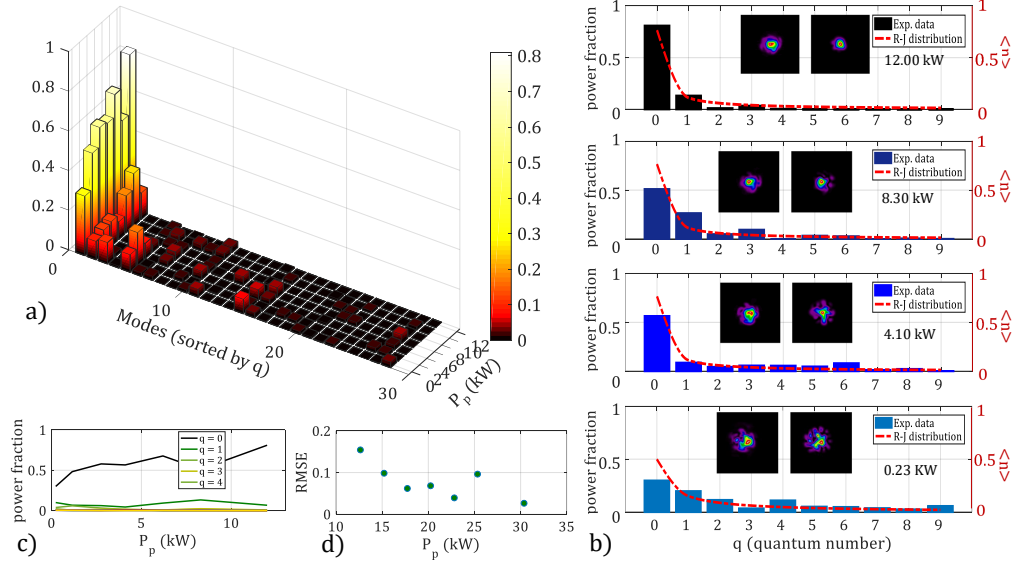 a)
1
0.8
0.6
0.4
0.2
0
0
10
20
30
Modes (sorted by q)
0
2
4
6
8
10
12
P_p (kW)
0.8
0.7
0.6
0.5
0.4
0.3
0.2
0.1
0
b)
power fraction
1
0.5
0
Exp. data
R-J distribution
12.00 kW
0 1 2 3 4 5 6 7 8 9
1
0.5
0
<n>
power fraction
1
0.5
0
Exp. data
R-J distribution
8.30 kW
0 1 2 3 4 5 6 7 8 9
1
0.5
0
<n>
power fraction
1
0.5
0
Exp. data
R-J distribution
4.10 kW
0 1 2 3 4 5 6 7 8 9
1
0.5
0
<n>
power fraction
1
0.5
0
Exp. data
R-J distribution
0.23 KW
0 1 2 3 4 5 6 7 8 9
1
0.5
0
<n>
q (quantum number)
c)
power fraction
1
0.5
0
q = 0
q = 1
q = 2
q = 3
q = 4
0 5 10
P_p (kW)
d)
RMSE
0.2
0.1
0
10 15 20 25 30 35
P_p (kW)